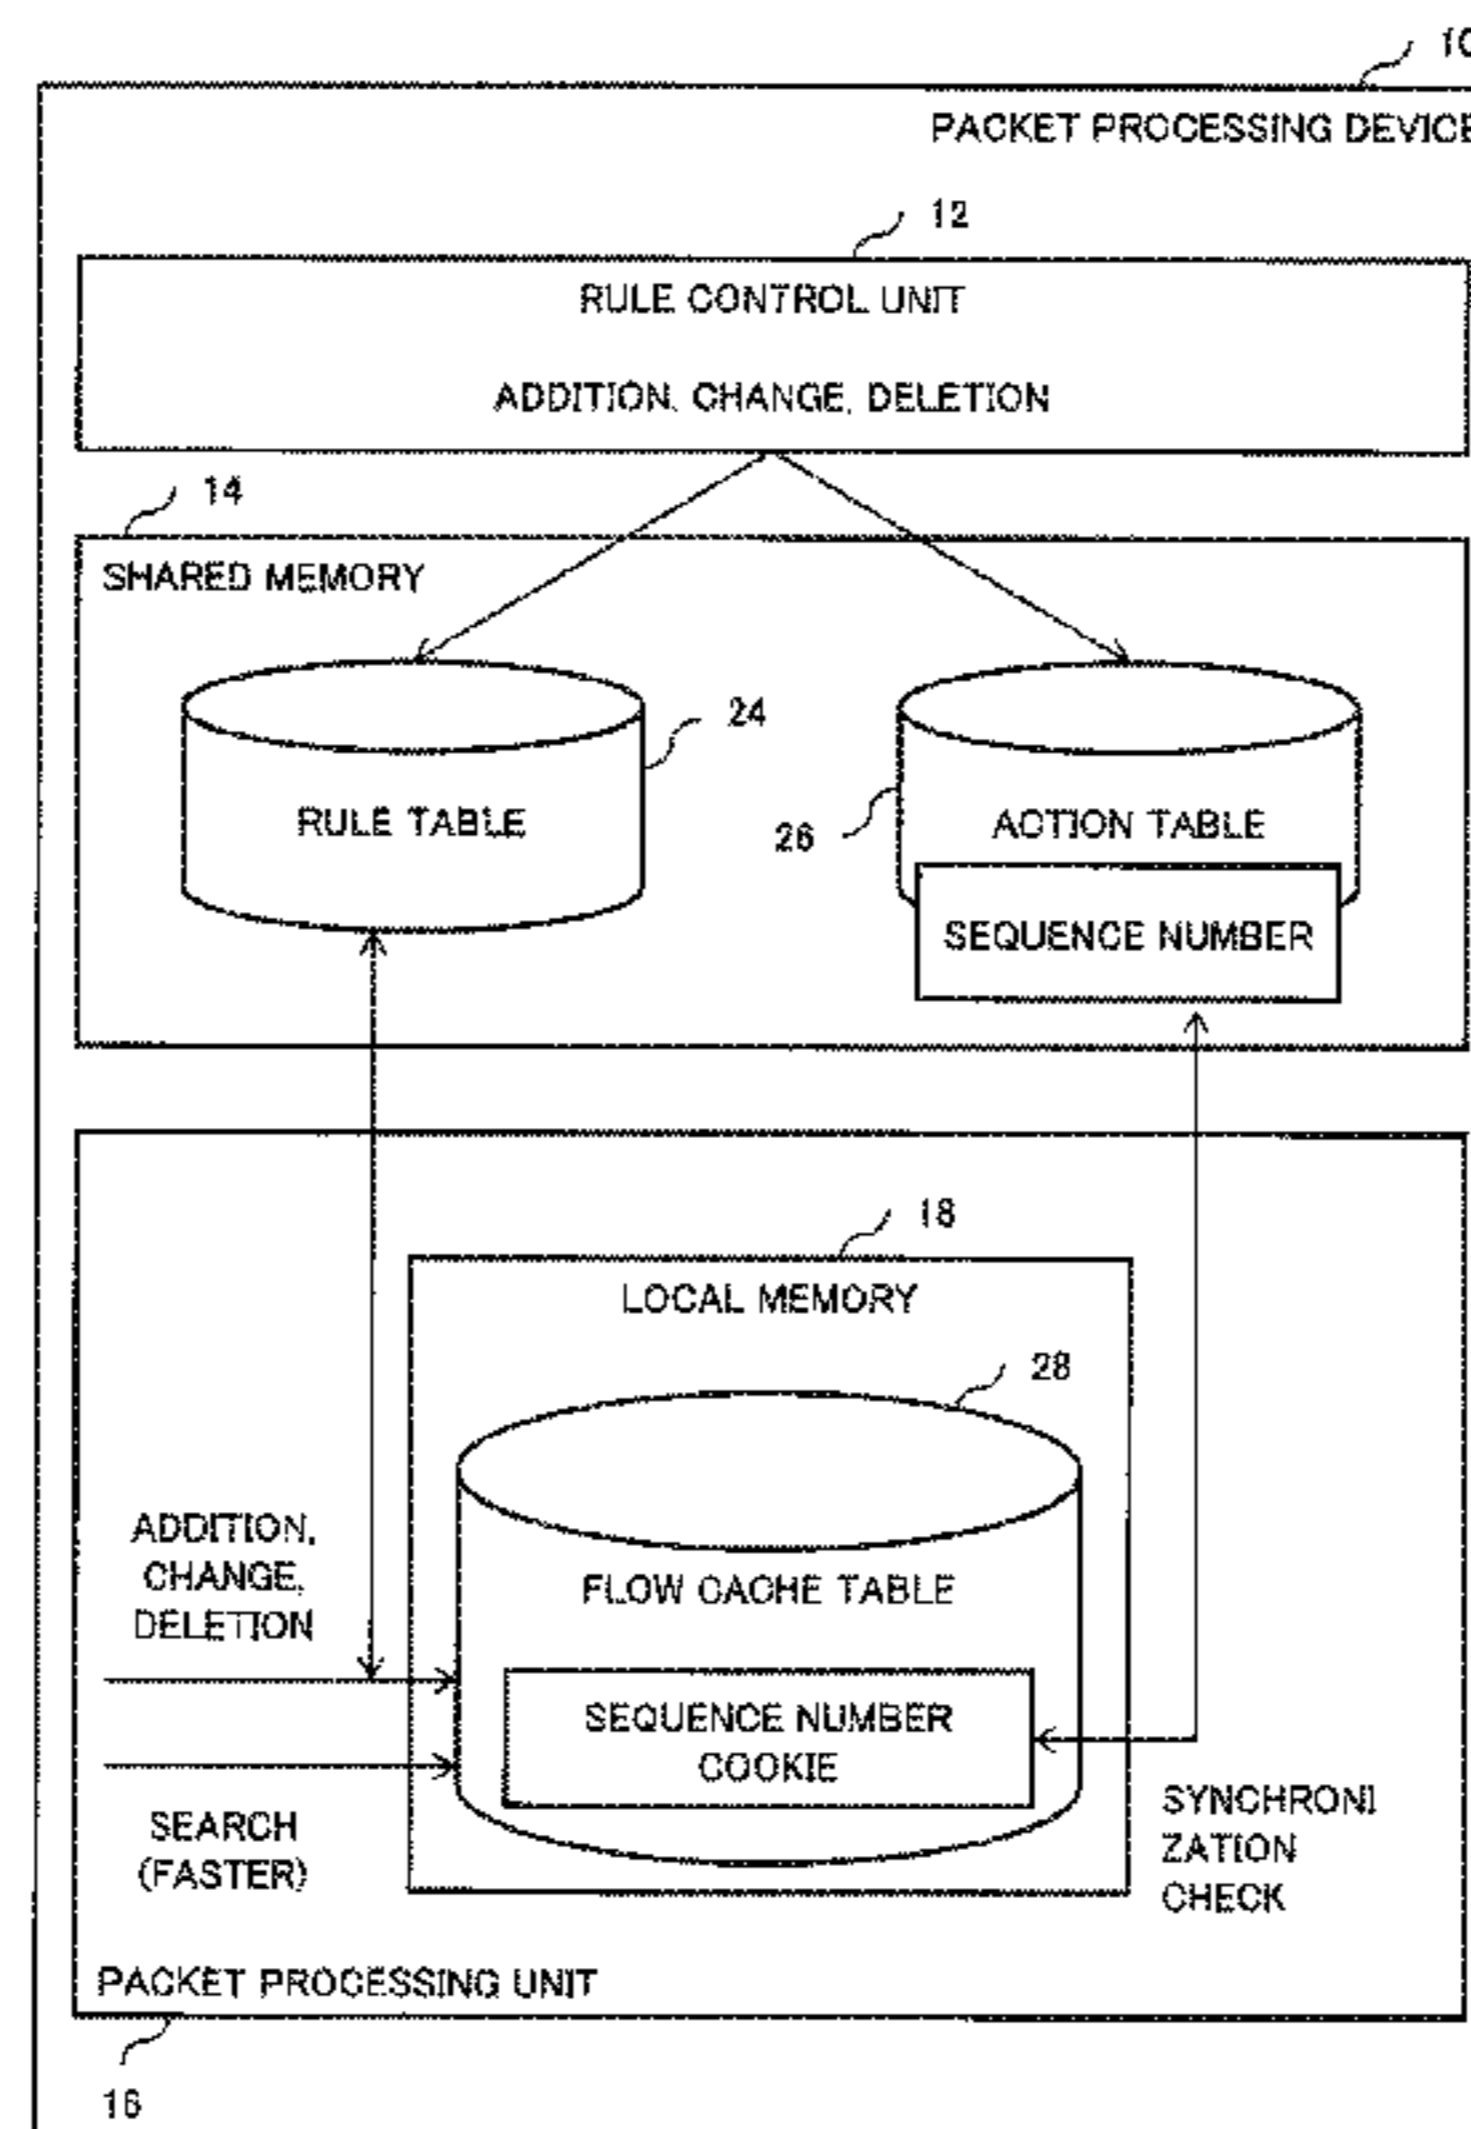 10
PACKET PROCESSING DEVICE
12
RULE CONTROL UNIT
ADDITION, CHANGE, DELETION
14
SHARED MEMORY
24
RULE TABLE
26
ACTION TABLE
SEQUENCE NUMBER
18
LOCAL MEMORY
28
FLOW CACHE TABLE
ADDITION,
CHANGE,
DELETION
SEQUENCE NUMBER
COOKIE
SEARCH
(FASTER)
SYNCHRONI
ZATION
CHECK
PACKET PROCESSING UNIT
16